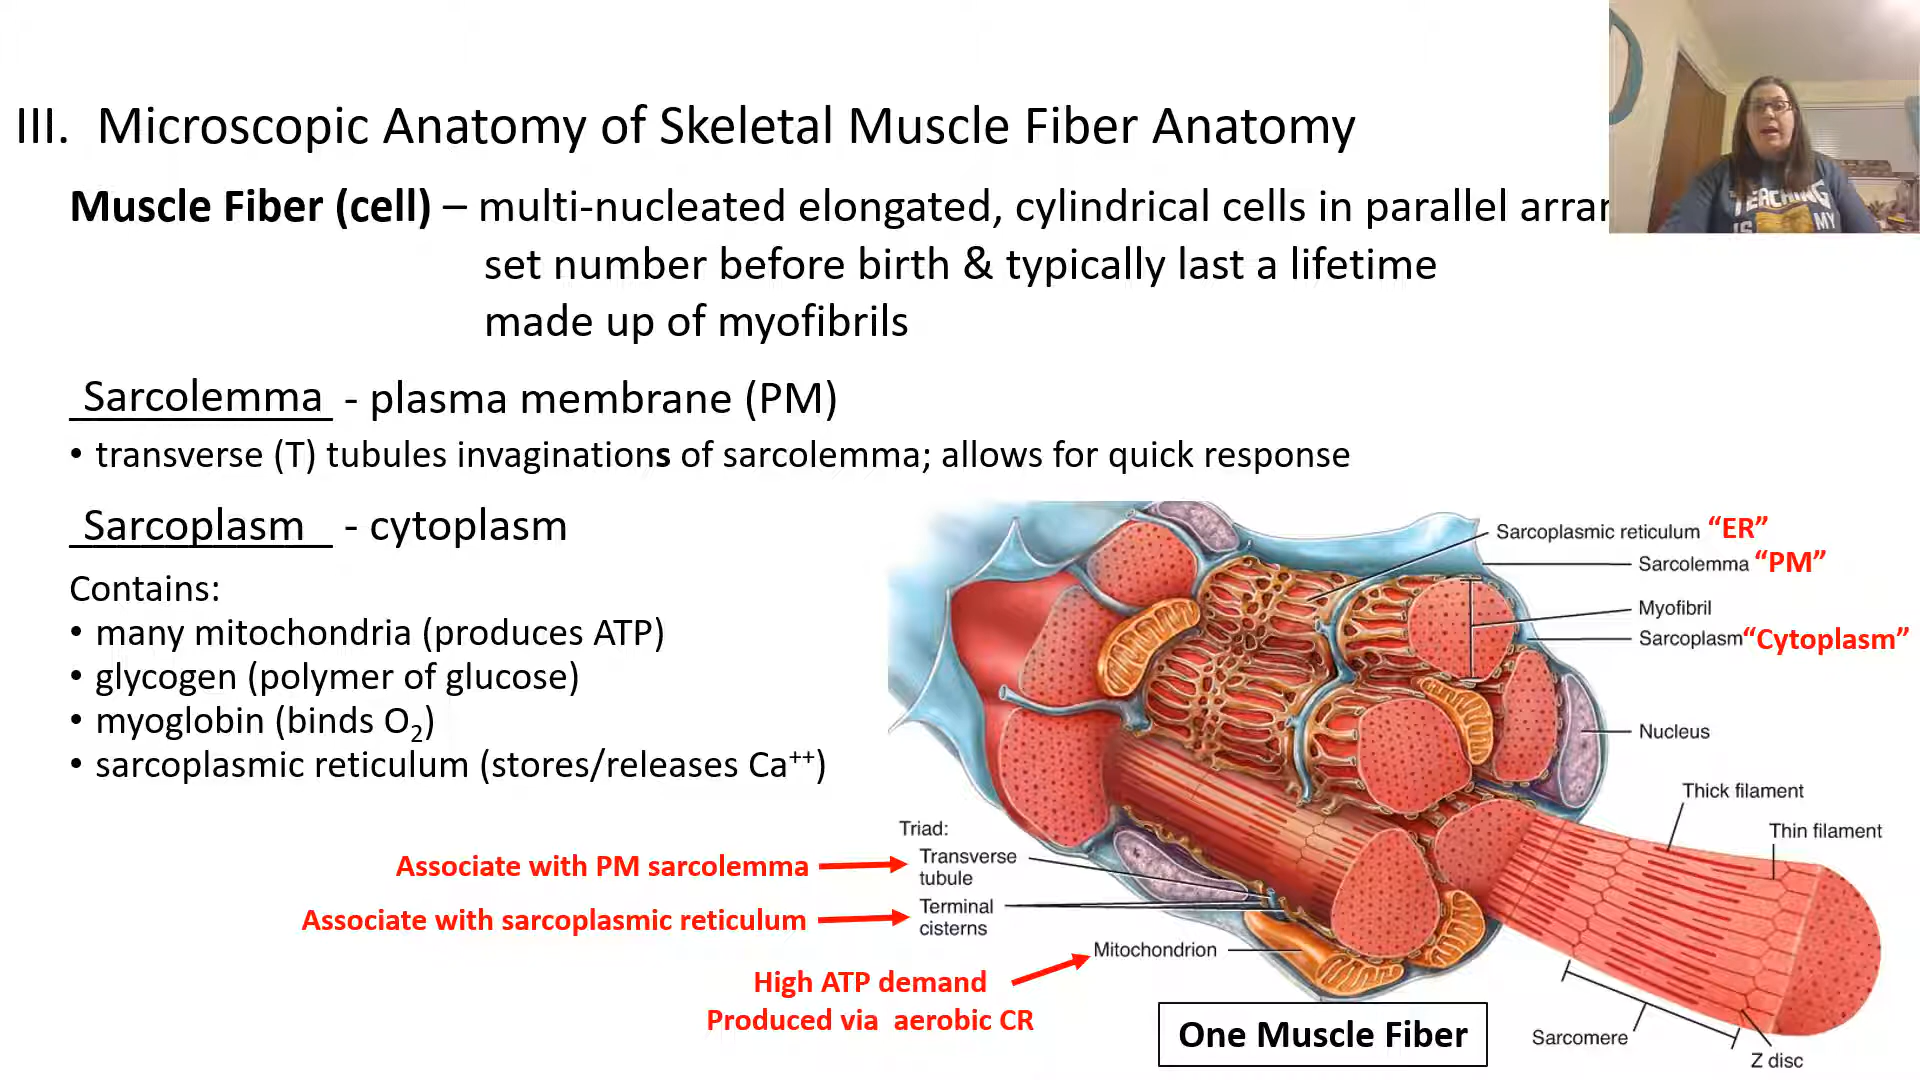 III. Microscopic Anatomy of Skeletal Muscle Fiber Anatomy
Muscle Fiber (cell) – multi-nucleated elongated, cylindrical cells in parallel
set number before birth & typically last a lifetime
made up of myofibrils
Sarcolemma - plasma membrane (PM)
• transverse (T) tubules invaginations of sarcolemma; allows for quick response
Sarcoplasm - cytoplasm
Contains:
• many mitochondria (produces ATP)
• glycogen (polymer of glucose)
• myoglobin (binds O₂)
• sarcoplasmic reticulum (stores/releases Ca⁺⁺)
Sarcoplasmic reticulum “ER”
Sarcolemma “PM”
Myofibril
Sarcoplasm “Cytoplasm”
Nucleus
Thick filament
Thin filament
Triad:
Associate with PM sarcolemma
Transverse
tubule
Associate with sarcoplasmic reticulum
Terminal
cisterns
Mitochondrion
High ATP demand
Produced via aerobic CR
One Muscle Fiber
Sarcomere
Z disc
TEACHING
IS MY